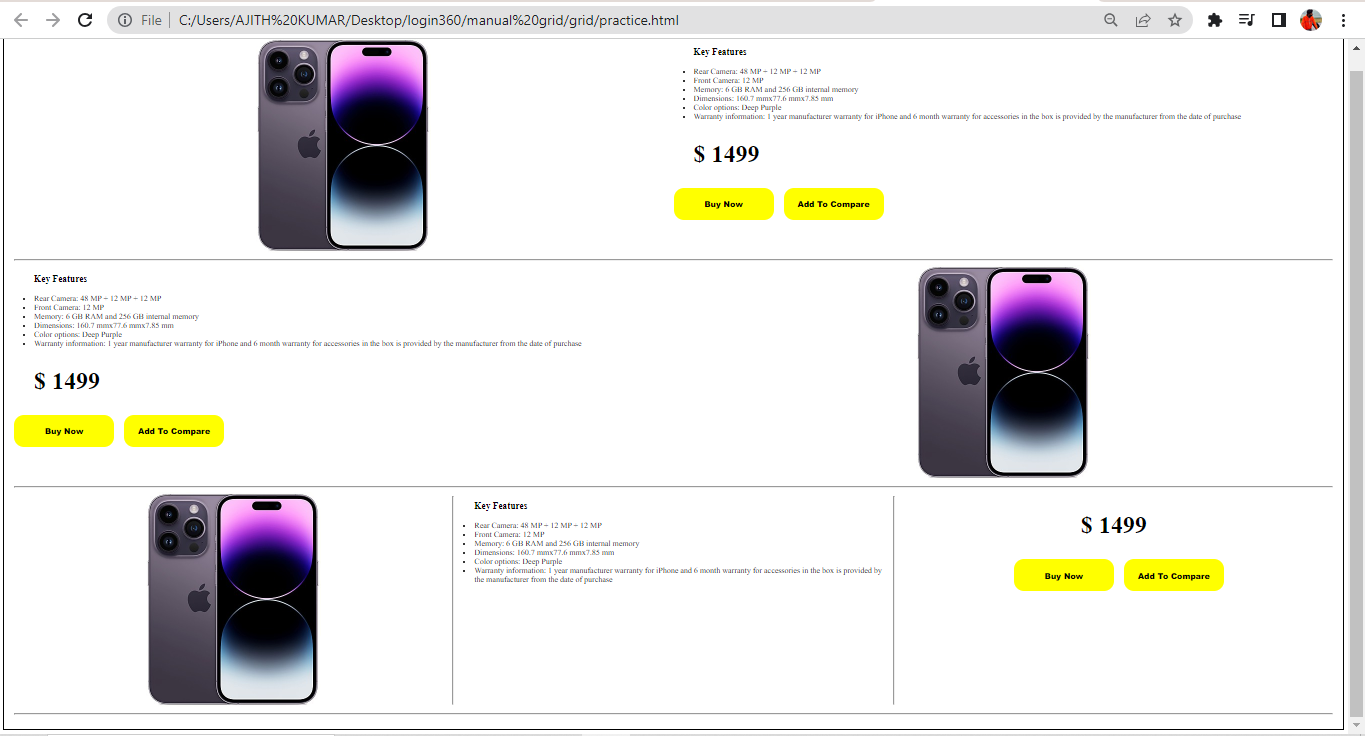 File
C:/Users/AJITH%20KUMAR/Desktop/login360/manual%20grid/grid/practice.html
Key Features
Rear Camera: 48 MP + 12 MP + 12 MP
Front Camera: 12 MP
Memory: 6 GB RAM and 256 GB internal memory
Dimensions: 160.7 mmx77.6 mmx7.85 mm
Color options: Deep Purple
Warranty information: 1 year manufacturer warranty for iPhone and 6 month warranty for accessories in the box is provided by the manufacturer from the date of purchase
$ 1499
Buy Now
Add To Compare
Key Features
Rear Camera: 48 MP + 12 MP + 12 MP
Front Camera: 12 MP
Memory: 6 GB RAM and 256 GB internal memory
Dimensions: 160.7 mmx77.6 mmx7.85 mm
Color options: Deep Purple
Warranty information: 1 year manufacturer warranty for iPhone and 6 month warranty for accessories in the box is provided by the manufacturer from the date of purchase
$ 1499
Buy Now
Add To Compare
Key Features
Rear Camera: 48 MP + 12 MP + 12 MP
Front Camera: 12 MP
Memory: 6 GB RAM and 256 GB internal memory
Dimensions: 160.7 mmx77.6 mmx7.85 mm
Color options: Deep Purple
Warranty information: 1 year manufacturer warranty for iPhone and 6 month warranty for accessories in the box is provided by
the manufacturer from the date of purchase
$ 1499
Buy Now
Add To Compare